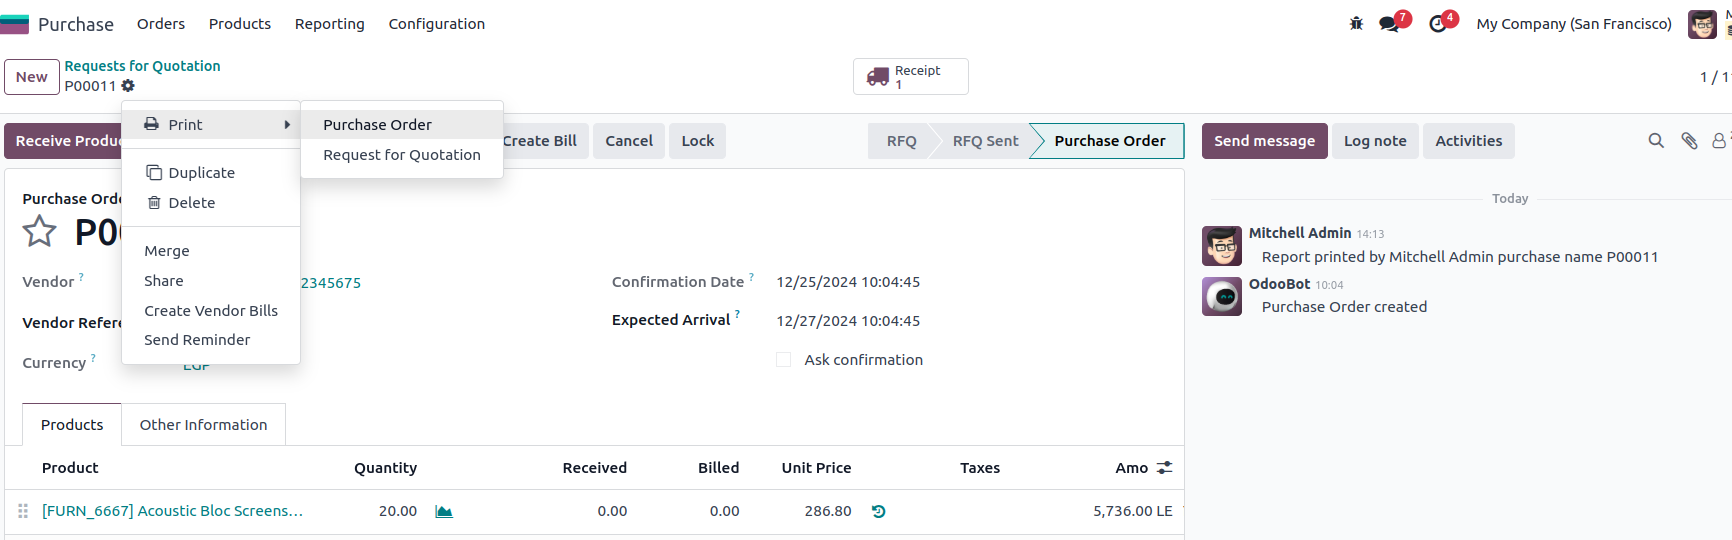 Purchase Orders Products Reporting Configuration 7 4 My Company (San Francisco)
New Requests for Quotation
P00011
Receipt
1
1 / 1
Print
Purchase Order
Request for Quotation
Duplicate
Delete
Merge
Share
Create Vendor Bills
Send Reminder
Receive Produc Create Bill Cancel Lock RFQ RFQ Sent Purchase Order Send message Log note Activities
Purchase Orde
P00
Vendor ? 2345675 Confirmation Date ? 12/25/2024 10:04:45
Vendor Refere Expected Arrival ? 12/27/2024 10:04:45
Currency ? EGP Ask confirmation
Products Other Information
Product Quantity Received Billed Unit Price Taxes Amo
[FURN_6667] Acoustic Bloc Screens... 20.00 0.00 0.00 286.80 5,736.00 LE
Today
Mitchell Admin 14:13
Report printed by Mitchell Admin purchase name P00011
OdooBot 10:04
Purchase Order created